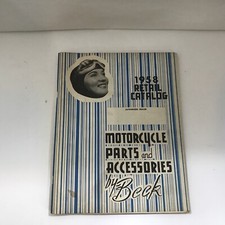 1958
RETAIL
CATALOG
MOTORCYCLE
PARTS and
ACCESSORIES
by Beck